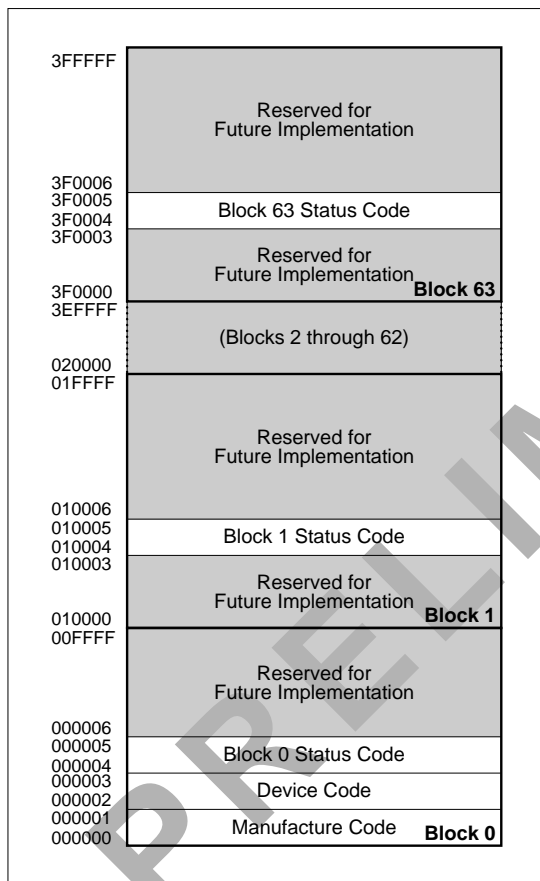 3FFFFF
Reserved for
Future Implementation
3F0006
3F0005
Block 63 Status Code
3F0004
3F0003
Reserved for
Future Implementation
Block 63
3F0000
3EFFFF
(Blocks 2 through 62)
020000
01FFFF
Reserved for
Future Implementation
010006
010005
Block 1 Status Code
010004
010003
Reserved for
Future Implementation
Block 1
010000
00FFFF
Reserved for
Future Implementation
000006
000005
Block 0 Status Code
000004
000003
Device Code
000002
000001
Manufacture Code
Block 0
000000
PRELIM